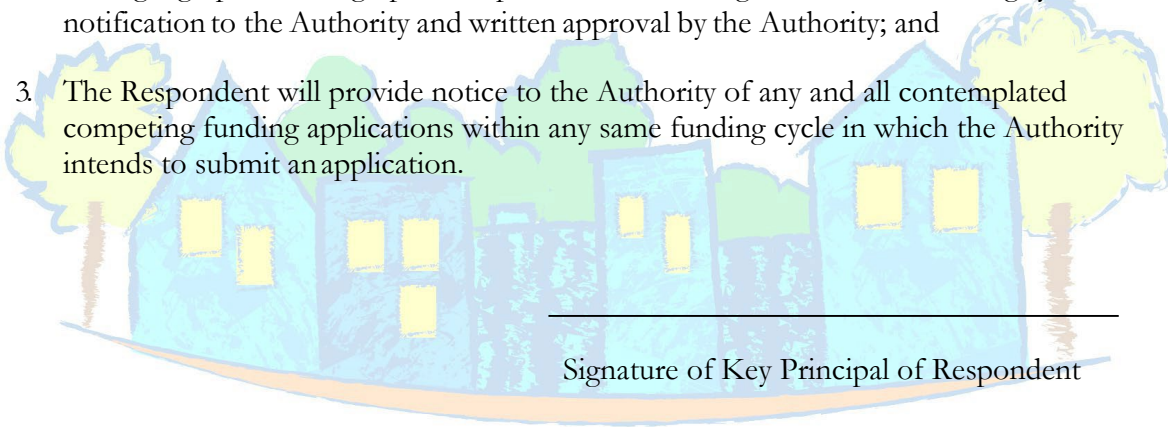 notification to the Authority and written approval by the Authority; and
3. The Respondent will provide notice to the Authority of any and all contemplated
competing funding applications within any same funding cycle in which the Authority
intends to submit an application.
Signature of Key Principal of Respondent